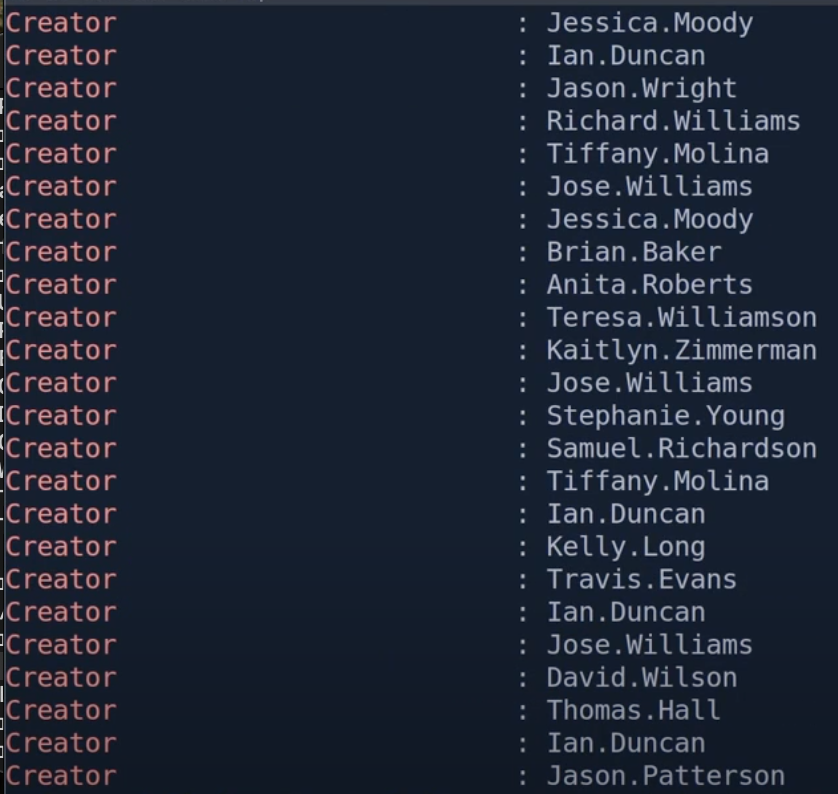 Creator : Jessica.Moody
Creator : Ian.Duncan
Creator : Jason.Wright
Creator : Richard.Williams
Creator : Tiffany.Molina
Creator : Jose.Williams
Creator : Jessica.Moody
Creator : Brian.Baker
Creator : Anita.Roberts
Creator : Teresa.Williamson
Creator : Kaitlyn.Zimmerman
Creator : Jose.Williams
Creator : Stephanie.Young
Creator : Samuel.Richardson
Creator : Tiffany.Molina
Creator : Ian.Duncan
Creator : Kelly.Long
Creator : Travis.Evans
Creator : Ian.Duncan
Creator : Jose.Williams
Creator : David.Wilson
Creator : Thomas.Hall
Creator : Ian.Duncan
Creator : Jason.Patterson